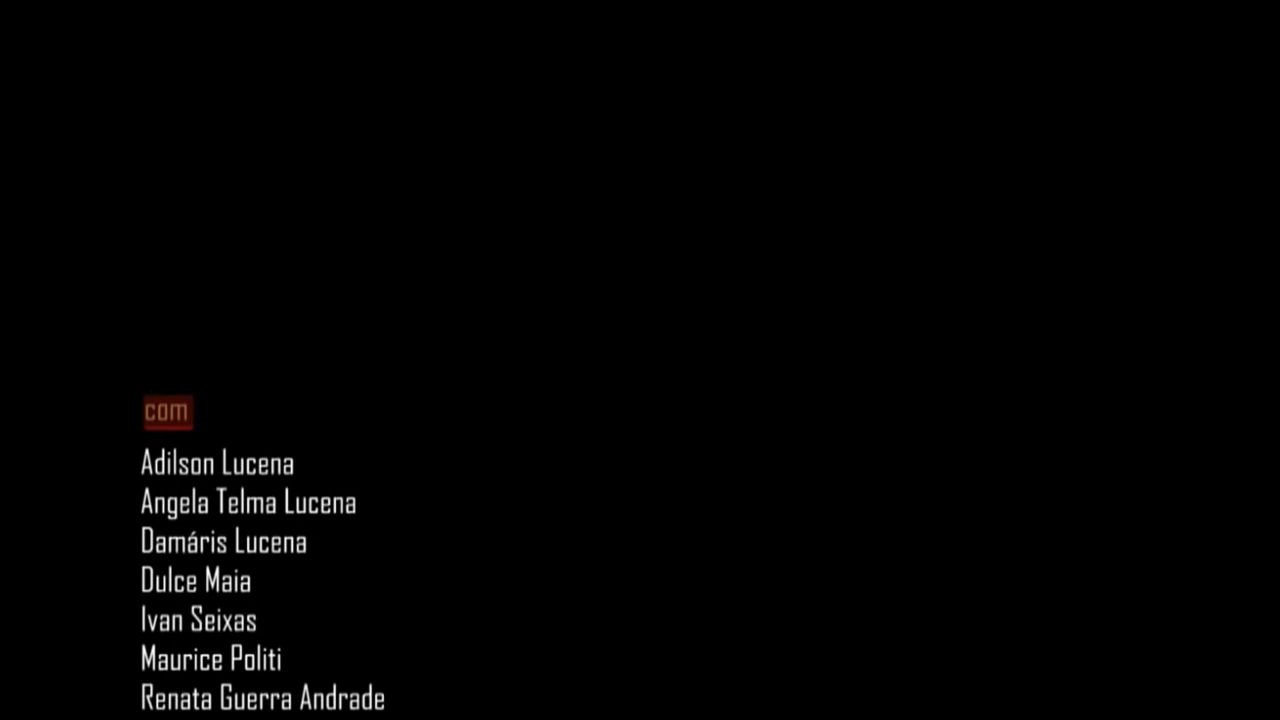 com
Adilson Lucena
Angela Telma Lucena
Damáris Lucena
Dulce Maia
Ivan Seixas
Maurice Politi
Renata Guerra Andrade